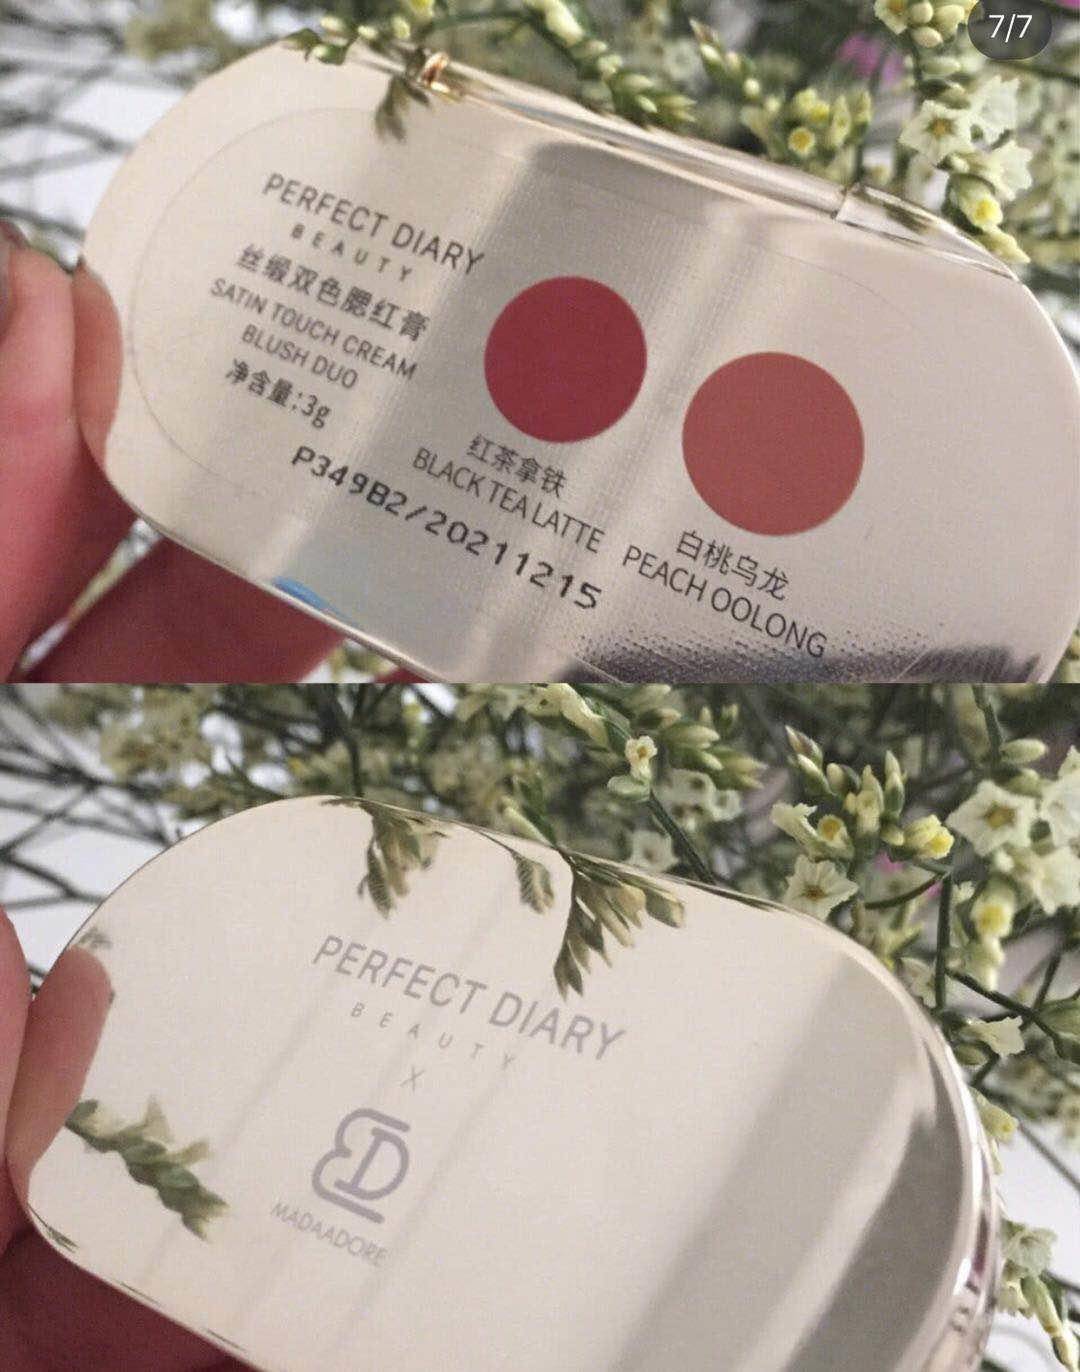 7/7
PERFECT DIARY
BEAUTY
丝缎双色腮红膏
SATIN TOUCH CREAM
BLUSH DUO
净含量:3g
P349B2/20211215
红茶拿铁
BLACK TEA LATTE
白桃乌龙
PEACH OOLONG
PERFECT DIARY
BEAUTY
X
MADAADORE